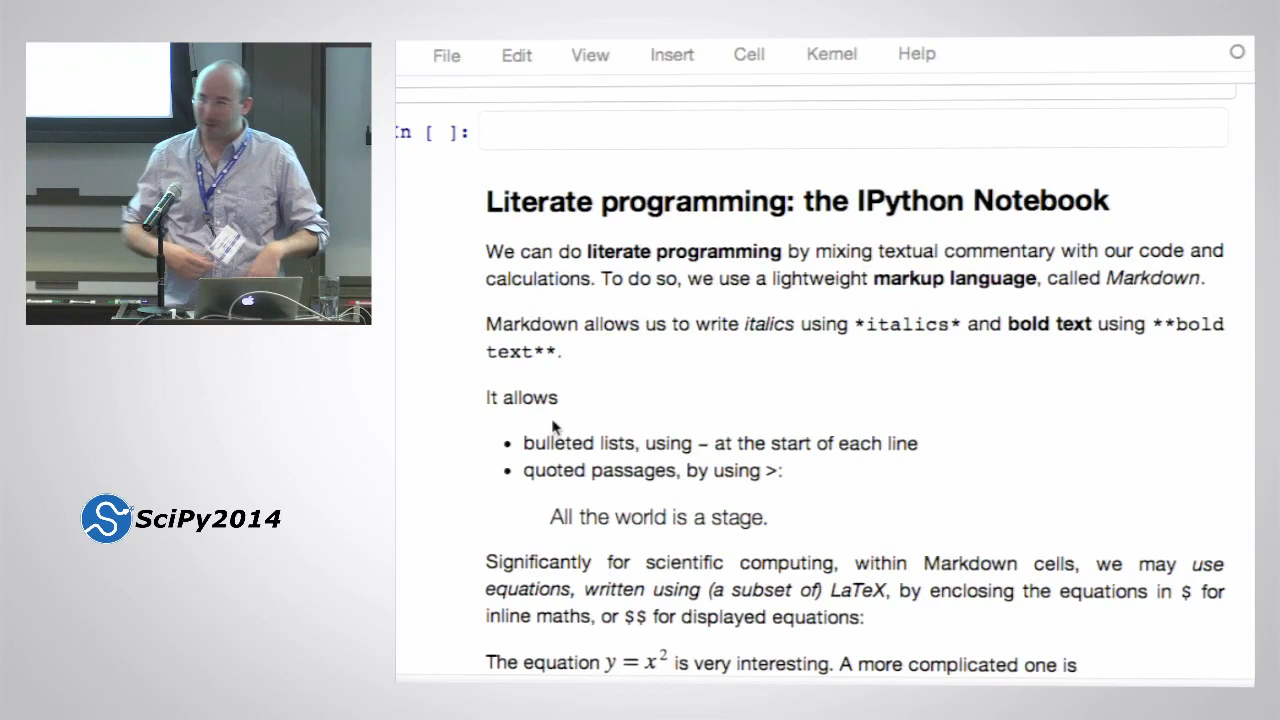 File Edit View Insert Cell Kernel Help
In [ ]:
Literate programming: the IPython Notebook
We can do literate programming by mixing textual commentary with our code and
calculations. To do so, we use a lightweight markup language, called Markdown.
Markdown allows us to write italics using *italics* and bold text using **bold
text**.
It allows
• bulleted lists, using – at the start of each line
• quoted passages, by using >:
All the world is a stage.
Significantly for scientific computing, within Markdown cells, we may use
equations, written using (a subset of) LaTeX, by enclosing the equations in $ for
inline maths, or $$ for displayed equations:
The equation y = x² is very interesting. A more complicated one is
SciPy2014